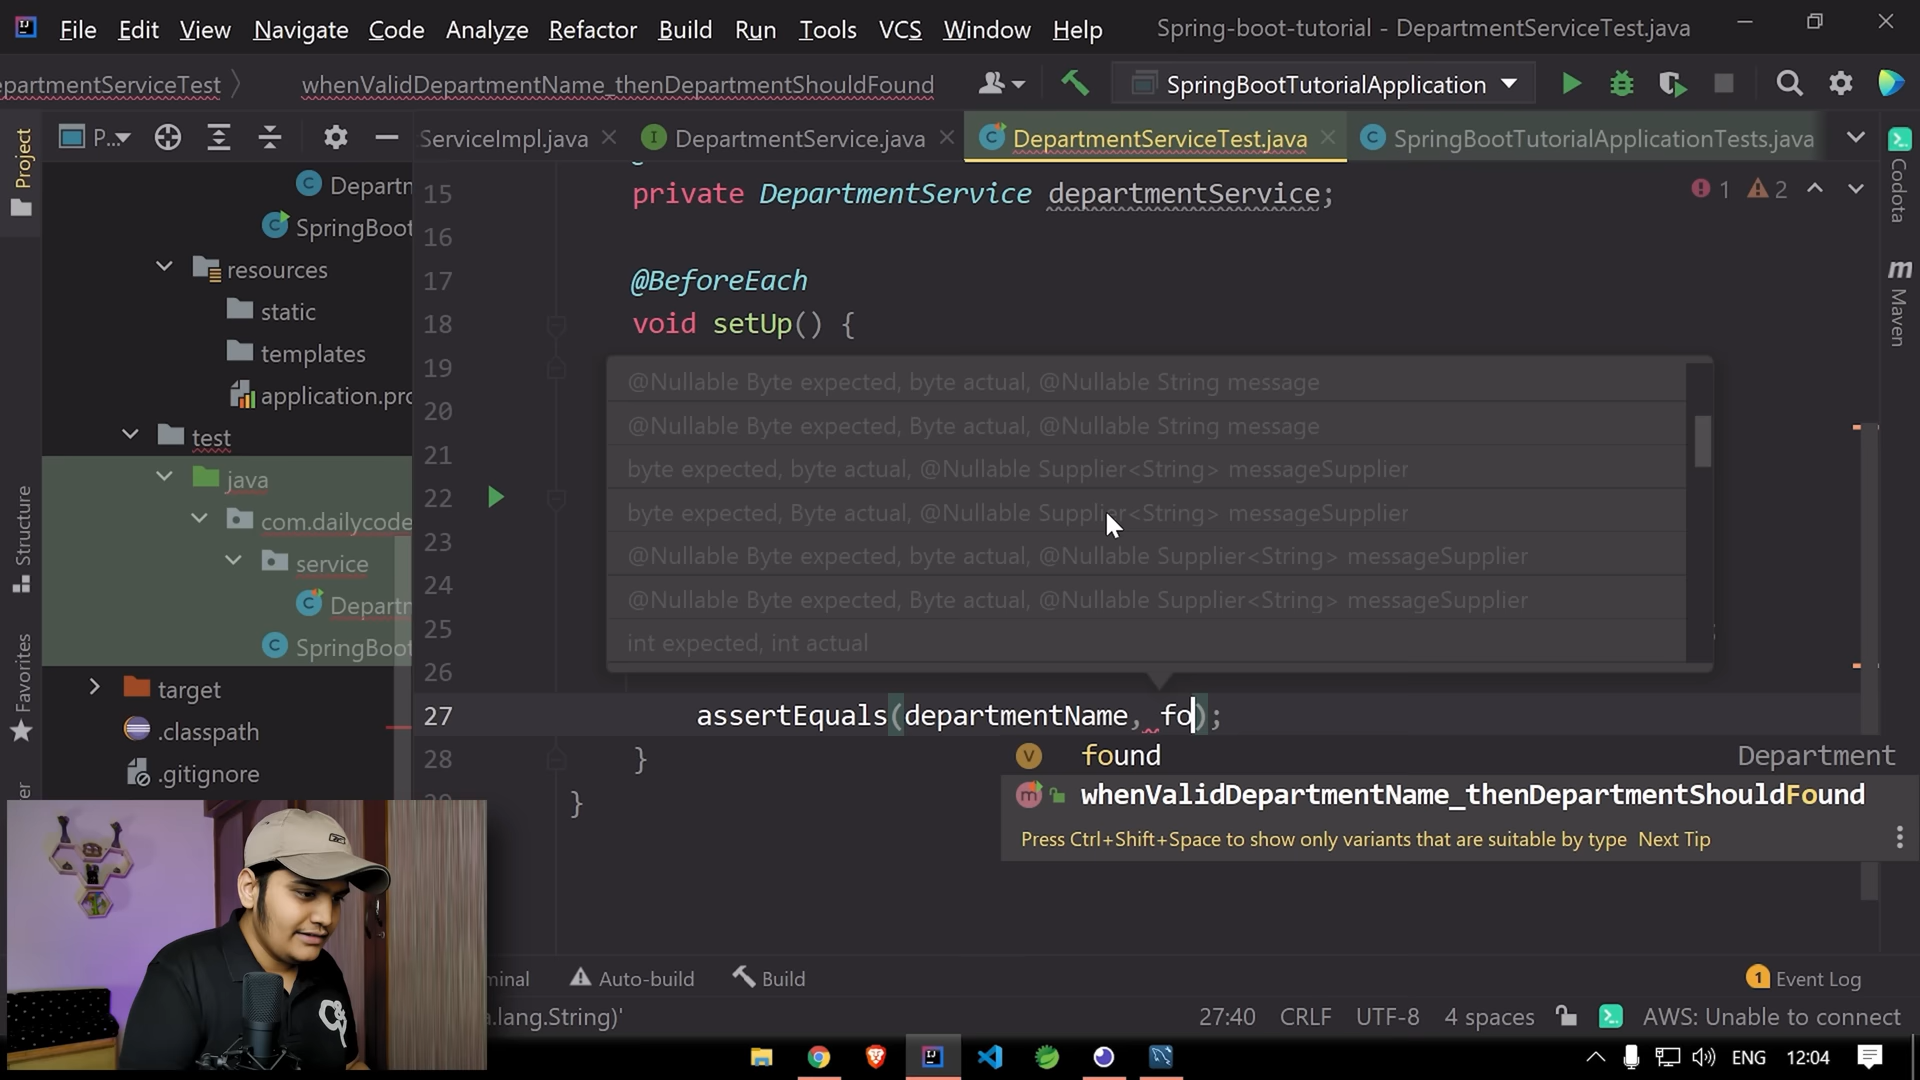 File Edit View Navigate Code Analyze Refactor Build Run Tools VCS Window Help Spring-boot-tutorial - DepartmentServiceTest.java
epartmentServiceTest whenValidDepartmentName_thenDepartmentShouldFound SpringBootTutorialApplication
Project P... ServiceImpl.java DepartmentService.java DepartmentServiceTest.java SpringBootTutorialApplicationTests.java
Codota
Maven
Structure
Favorites
Departn
SpringBoot
resources
static
templates
application.pro
test
java
com.dailycode
service
Departn
SpringBoot
target
.classpath
.gitignore
15 private DepartmentService departmentService; 1 2
16
17 @BeforeEach
18 void setUp() {
19
20
21
22
23
24
25
26
@Nullable Byte expected, byte actual, @Nullable String message
@Nullable Byte expected, Byte actual, @Nullable String message
byte expected, byte actual, @Nullable Supplier<String> messageSupplier
byte expected, Byte actual, @Nullable Supplier<String> messageSupplier
@Nullable Byte expected, byte actual, @Nullable Supplier<String> messageSupplier
@Nullable Byte expected, Byte actual, @Nullable Supplier<String> messageSupplier
int expected, int actual
27 assertEquals(departmentName, fo);
28 }
}
found Department
whenValidDepartmentName_thenDepartmentShouldFound
Press Ctrl+Shift+Space to show only variants that are suitable by type Next Tip
minal Auto-build Build 1 Event Log
a.lang.String)' 27:40 CRLF UTF-8 4 spaces AWS: Unable to connect
ENG 12:04